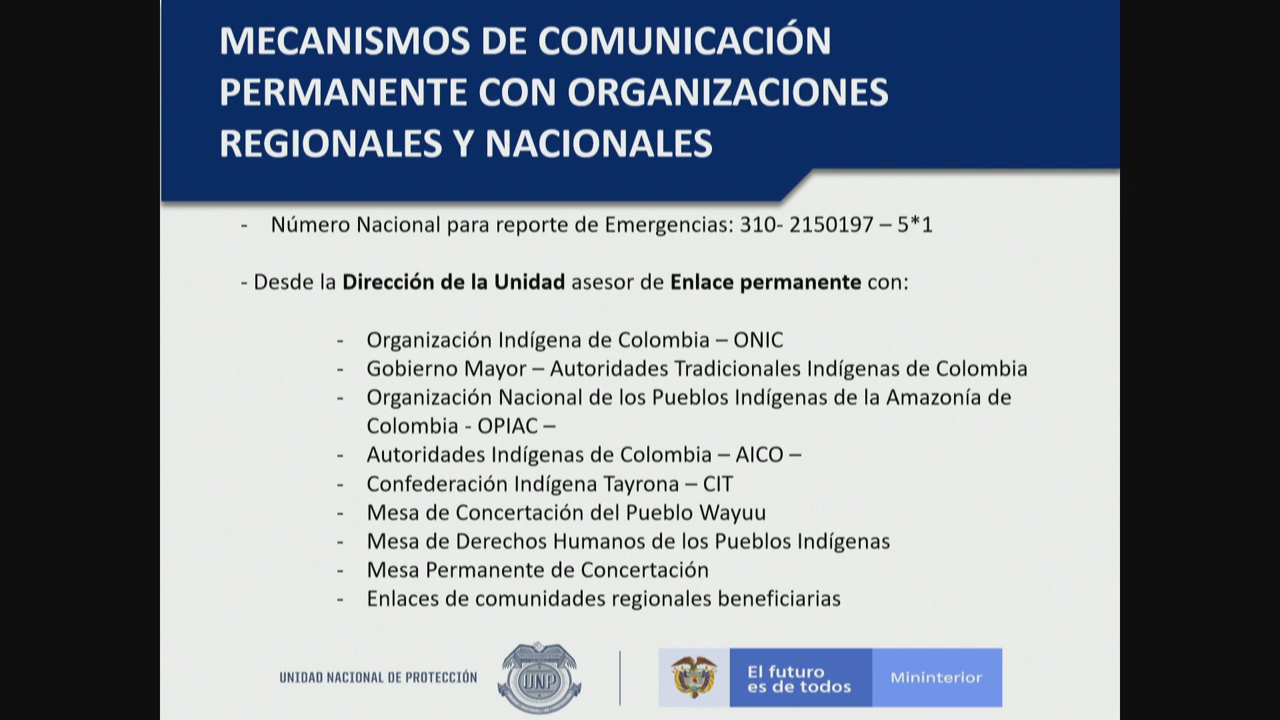 MECANISMOS DE COMUNICACIÓN
PERMANENTE CON ORGANIZACIONES
REGIONALES Y NACIONALES
- Número Nacional para reporte de Emergencias: 310- 2150197 – 5*1
- Desde la Dirección de la Unidad asesor de Enlace permanente con:
- Organización Indígena de Colombia – ONIC
- Gobierno Mayor – Autoridades Tradicionales Indígenas de Colombia
- Organización Nacional de los Pueblos Indígenas de la Amazonía de
Colombia - OPIAC –
- Autoridades Indígenas de Colombia – AICO –
- Confederación Indígena Tayrona – CIT
- Mesa de Concertación del Pueblo Wayuu
- Mesa de Derechos Humanos de los Pueblos Indígenas
- Mesa Permanente de Concertación
- Enlaces de comunidades regionales beneficiarias
UNIDAD NACIONAL DE PROTECCIÓN
UNP
El futuro
es de todos
Mininterior